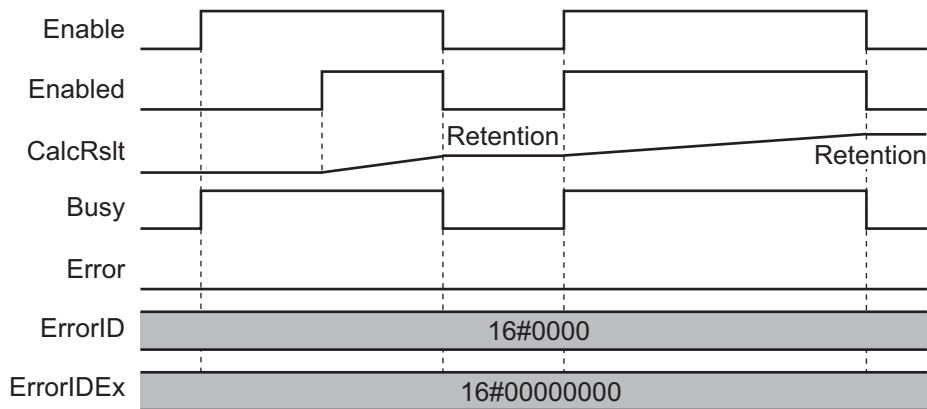 Enable
Enabled
CalcRslt
Retention
Retention
Busy
Error
ErrorID
16#0000
ErrorIDEx
16#00000000